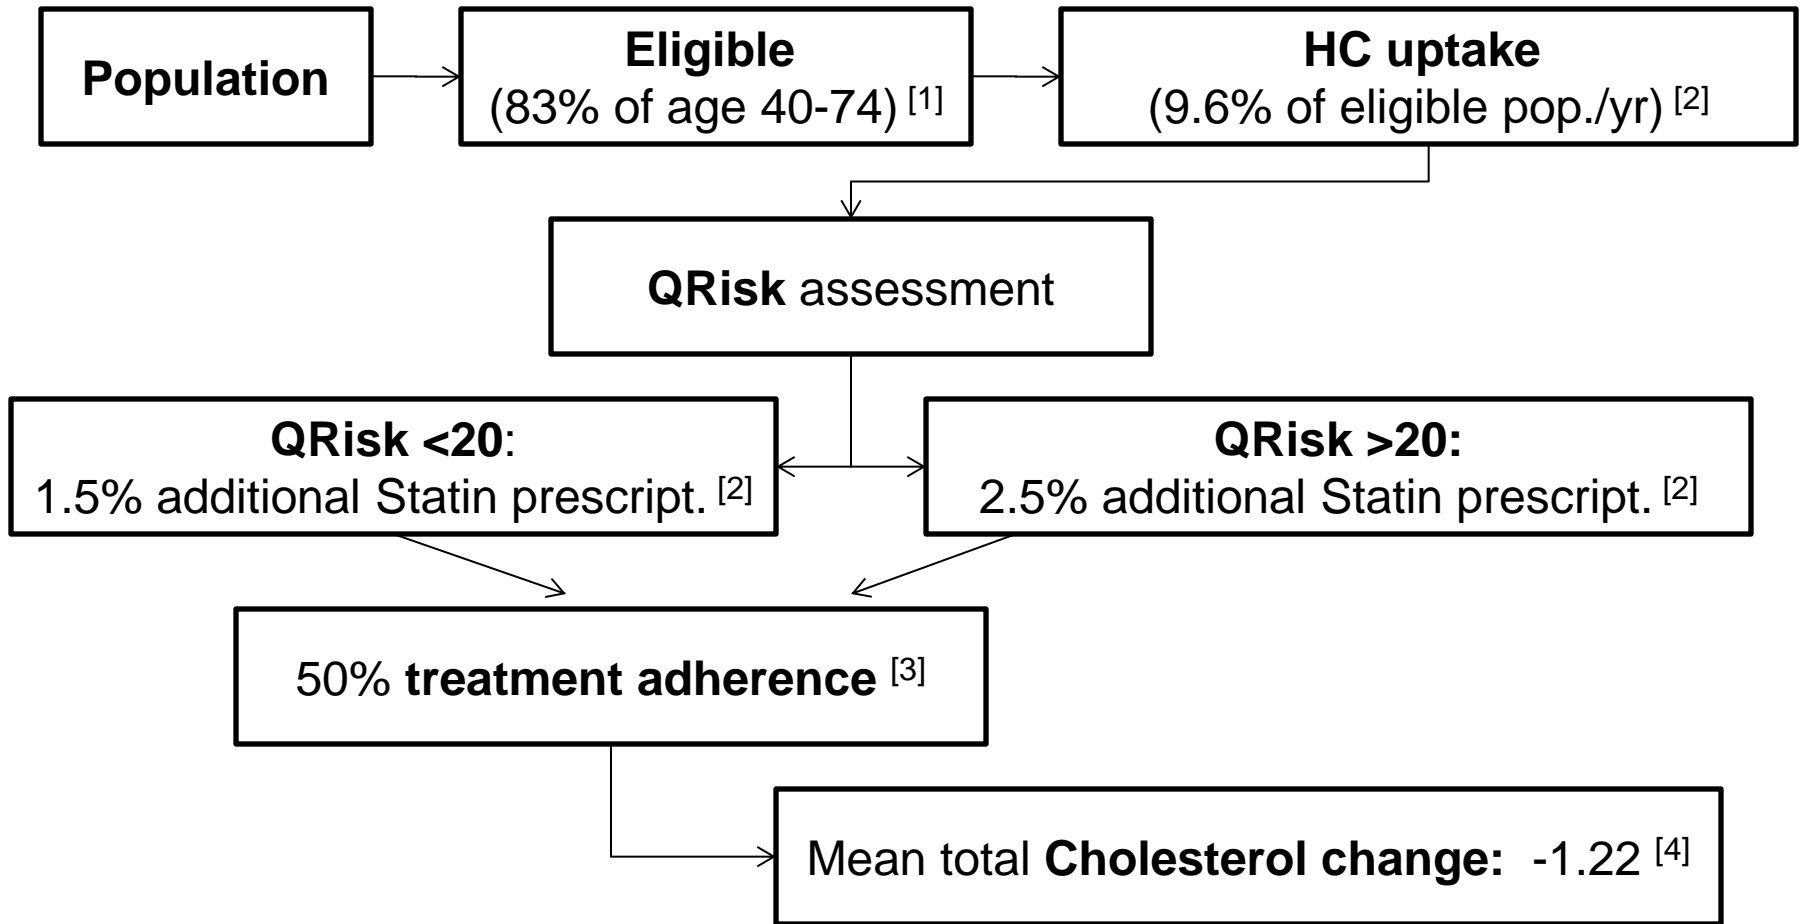 Population
Eligible
(83% of age 40-74) [1]
HC uptake
(9.6% of eligible pop./yr) [2]
QRisk assessment
QRisk <20:
1.5% additional Statin prescript. [2]
QRisk >20:
2.5% additional Statin prescript. [2]
50% treatment adherence [3]
Mean total Cholesterol change: -1.22 [4]